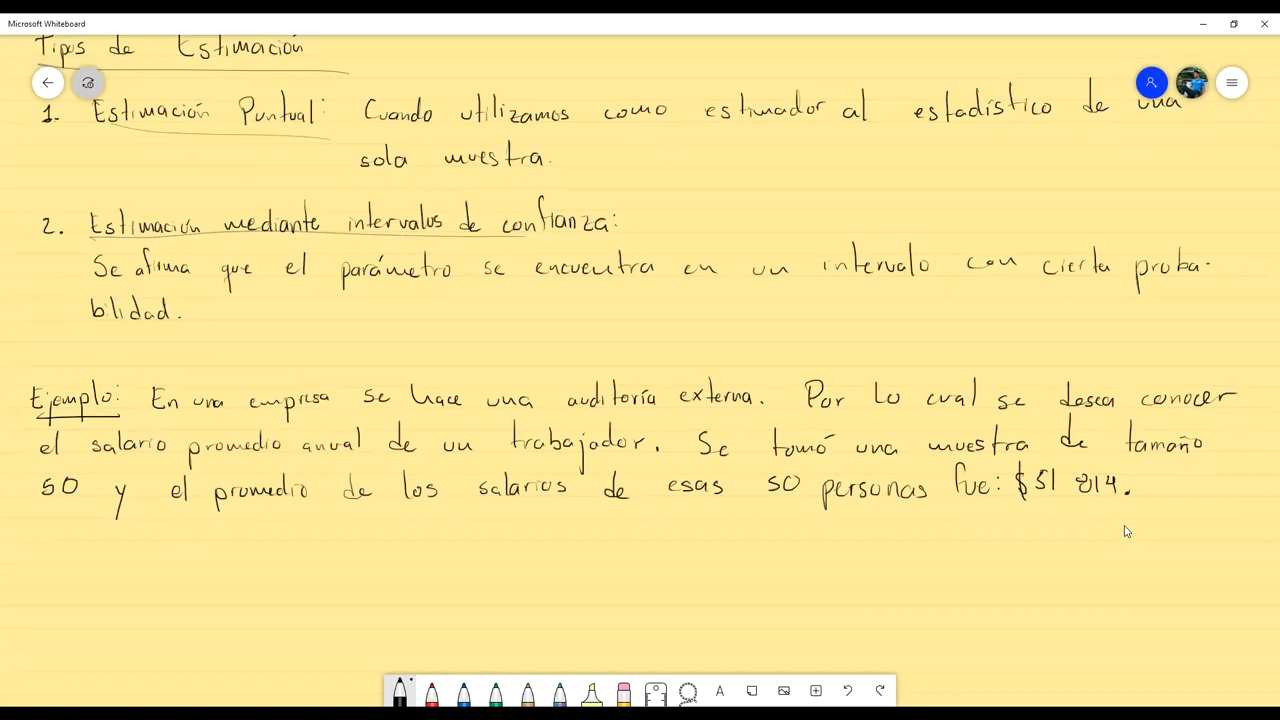 Microsoft Whiteboard
Tipos de Estimación
1. Estimación Puntual: Cuando utilizamos como estimador al estadístico de una
sola muestra.
2. Estimación mediante intervalos de confianza:
Se afirma que el parámetro se encuentra en un intervalo con cierta proba-
bilidad.
Ejemplo: En una empresa se hace una auditoría externa. Por lo cual se desea conocer
el salario promedio anual de un trabajador. Se tomó una muestra de tamaño
50 y el promedio de los salarios de esas 50 personas fue: $51 814.
A